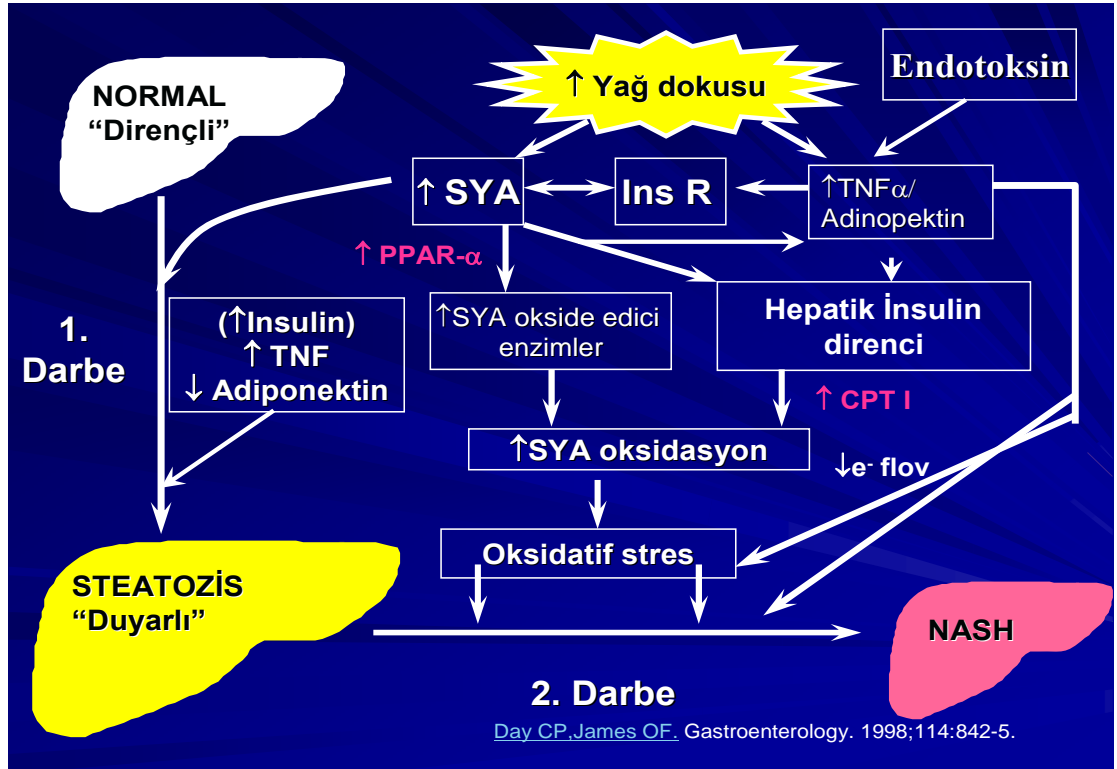 NORMAL
“Dirençli”
↑ Yağ dokusu
Endotoksin
↑ SYA
Ins R
↑TNFα/
Adinopektin
↑ PPAR-α
1.
Darbe
(↑Insulin)
↑ TNF
↓ Adiponektin
↑SYA okside edici
enzimler
Hepatik İnsulin
direnci
↑ CPT I
↑SYA oksidasyon
↓e- flov
Oksidatif stres
STEATOZİS
“Duyarlı”
NASH
2. Darbe
Day CP,James OF. Gastroenterology. 1998;114:842-5.